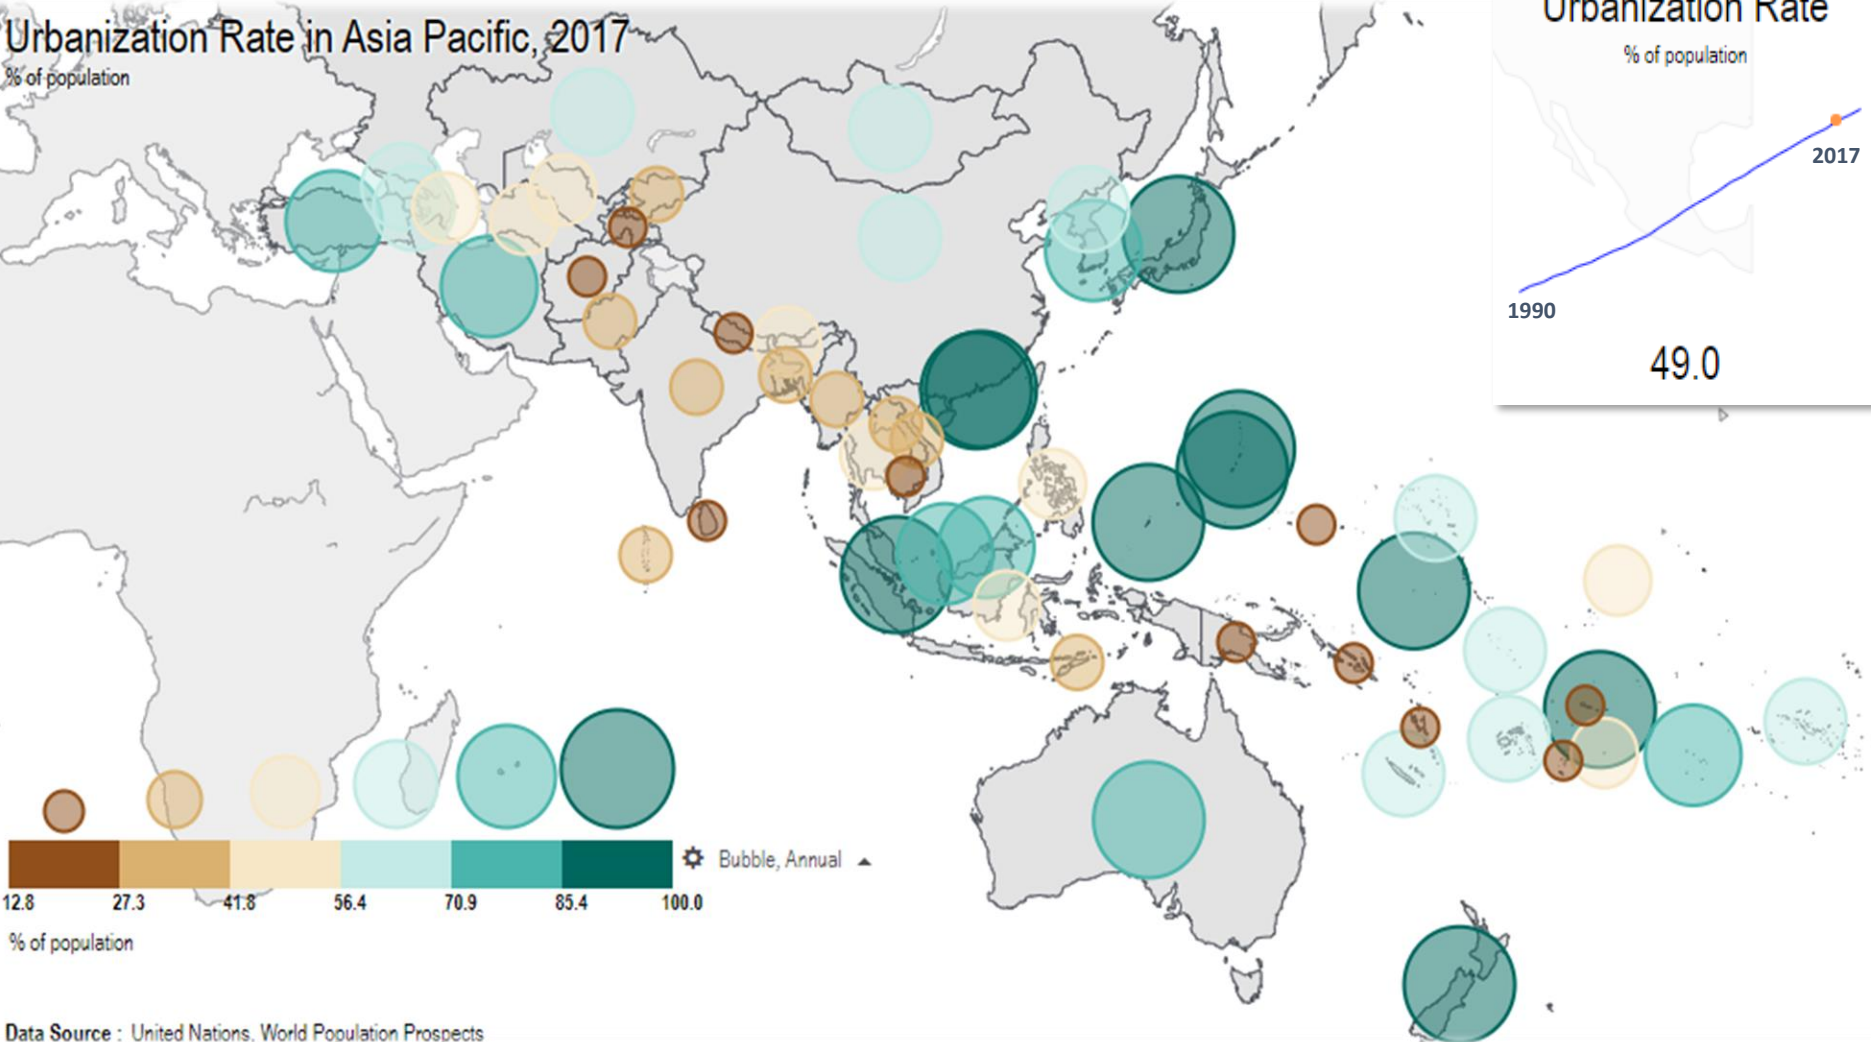 Urbanization Rate in Asia Pacific, 2017
% of population
Urbanization Rate
% of population
2017
1990
49.0
12.8 27.3 41.8 56.4 70.9 85.4 100.0
Bubble, Annual
% of population
Data Source : United Nations, World Population Prospects